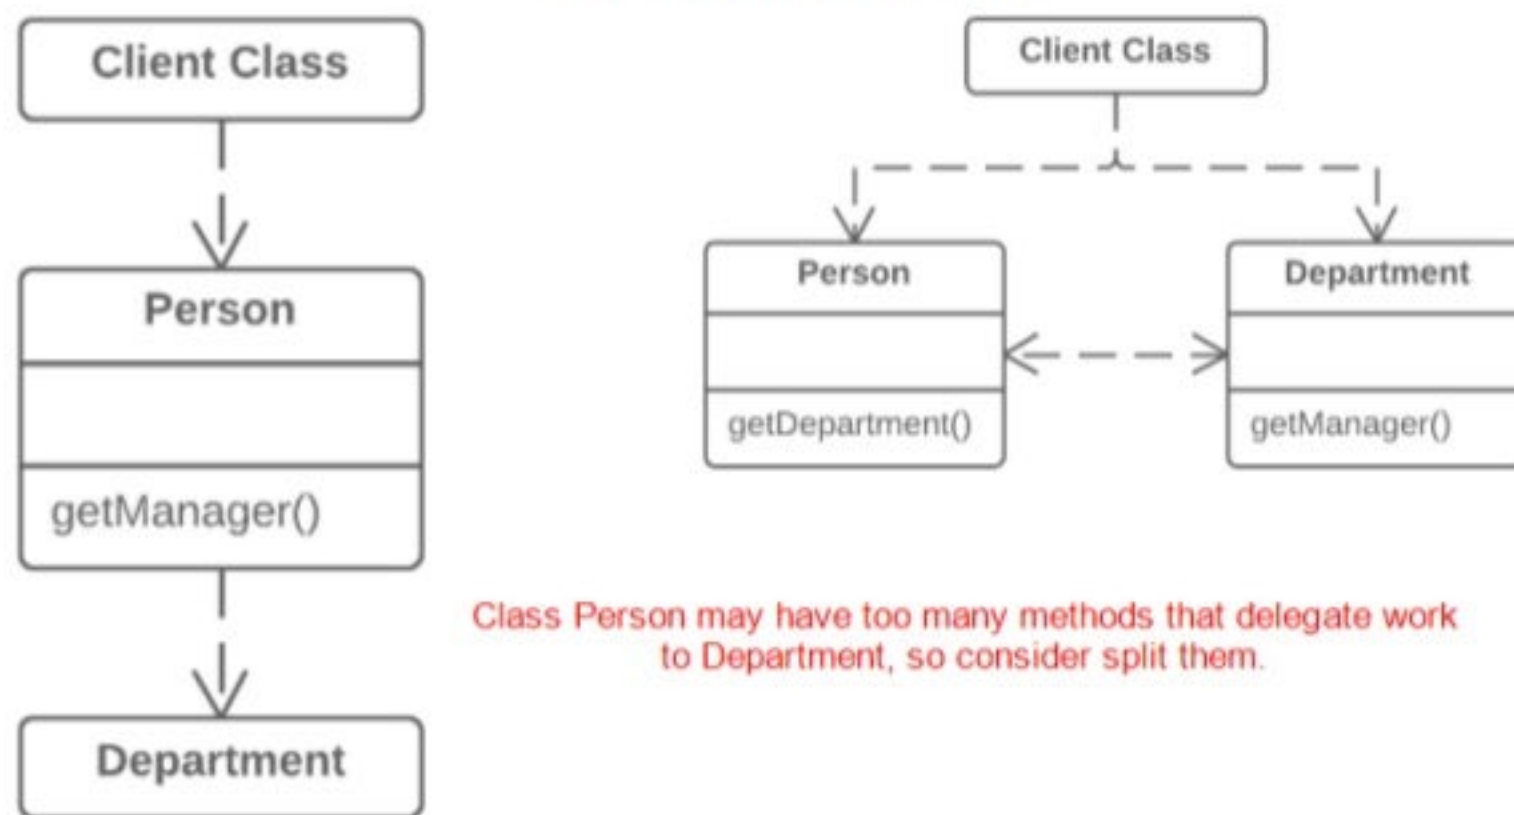 Client Class
Person
getManager()
Department
Client Class
Person
getDepartment()
Department
getManager()
Class Person may have too many methods that delegate work
to Department, so consider split them.